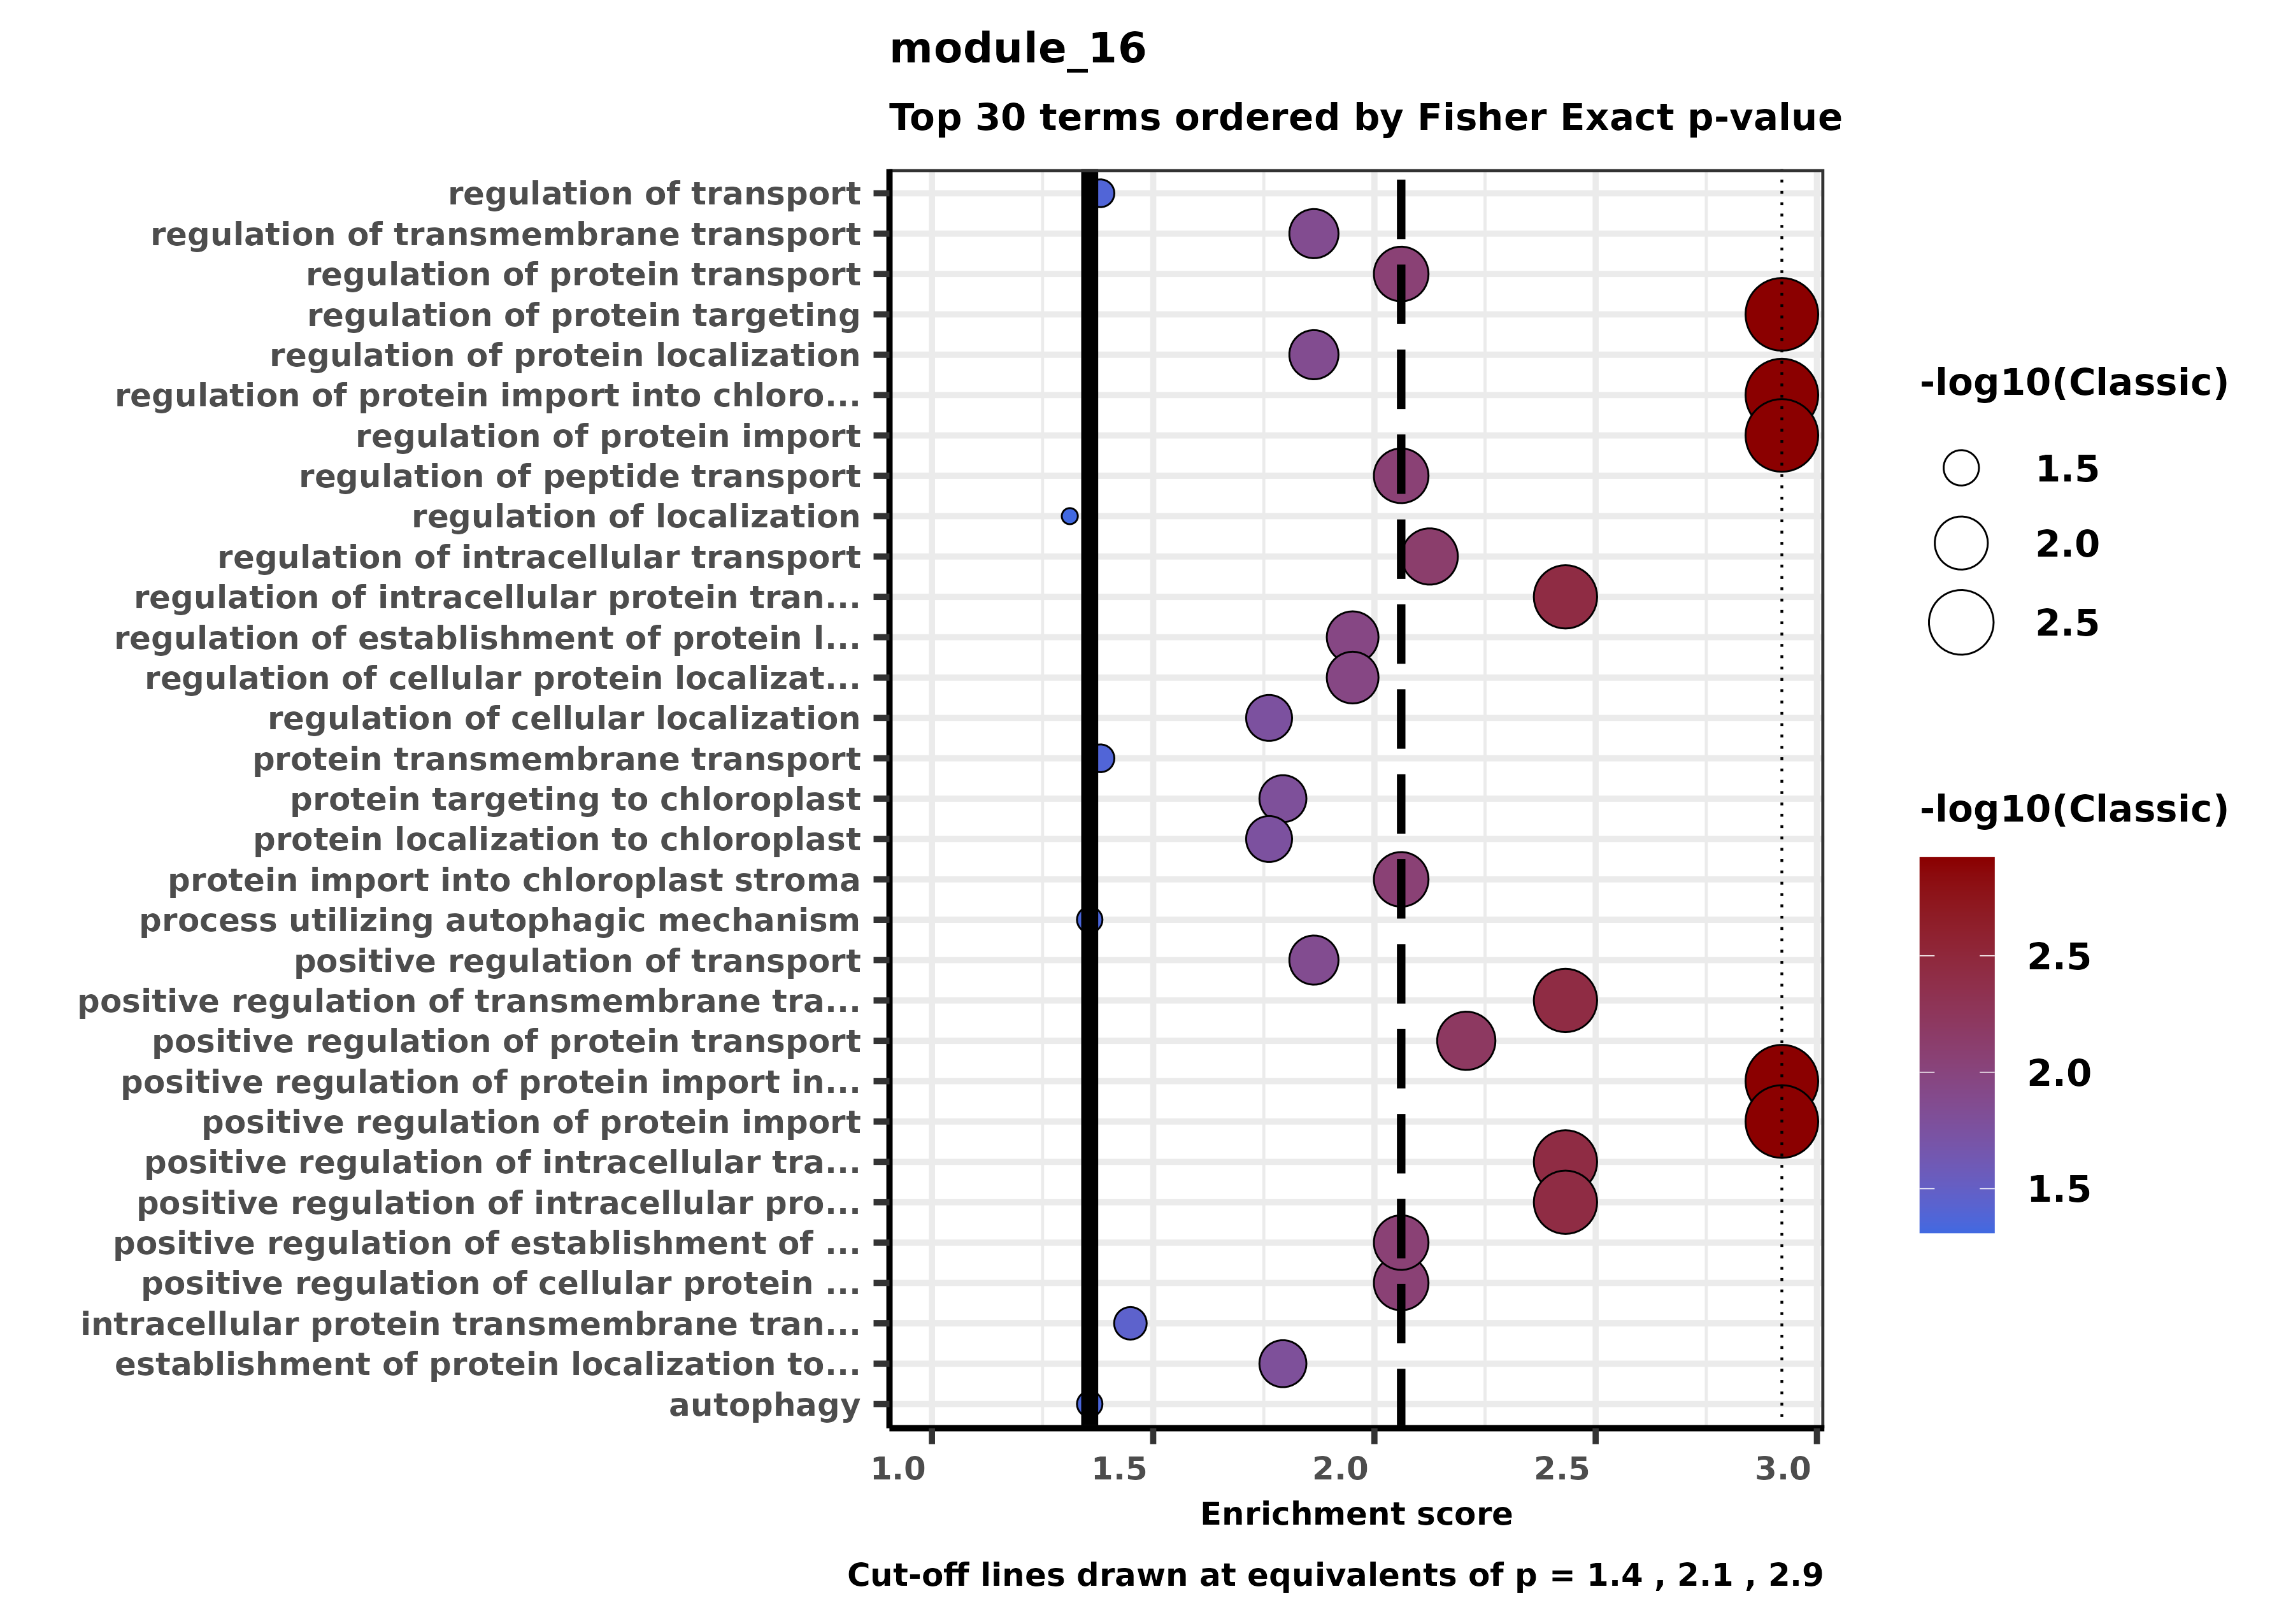 module_16
Top 30 terms ordered by Fisher Exact p-value
regulation of transport
regulation of transmembrane transport
regulation of protein transport
regulation of protein targeting
regulation of protein localization
regulation of protein import into chloro...
regulation of protein import
regulation of peptide transport
regulation of localization
regulation of intracellular transport
regulation of intracellular protein tran...
regulation of establishment of protein l...
regulation of cellular protein localizat...
regulation of cellular localization
protein transmembrane transport
protein targeting to chloroplast
protein localization to chloroplast
protein import into chloroplast stroma
process utilizing autophagic mechanism
positive regulation of transport
positive regulation of transmembrane tra...
positive regulation of protein transport
positive regulation of protein import in...
positive regulation of protein import
positive regulation of intracellular tra...
positive regulation of intracellular pro...
positive regulation of establishment of ...
positive regulation of cellular protein ...
intracellular protein transmembrane tran...
establishment of protein localization to...
autophagy
1.0 1.5 2.0 2.5 3.0
Enrichment score
Cut-off lines drawn at equivalents of p = 1.4 , 2.1 , 2.9
-log10(Classic)
1.5
2.0
2.5
-log10(Classic)
2.5
2.0
1.5